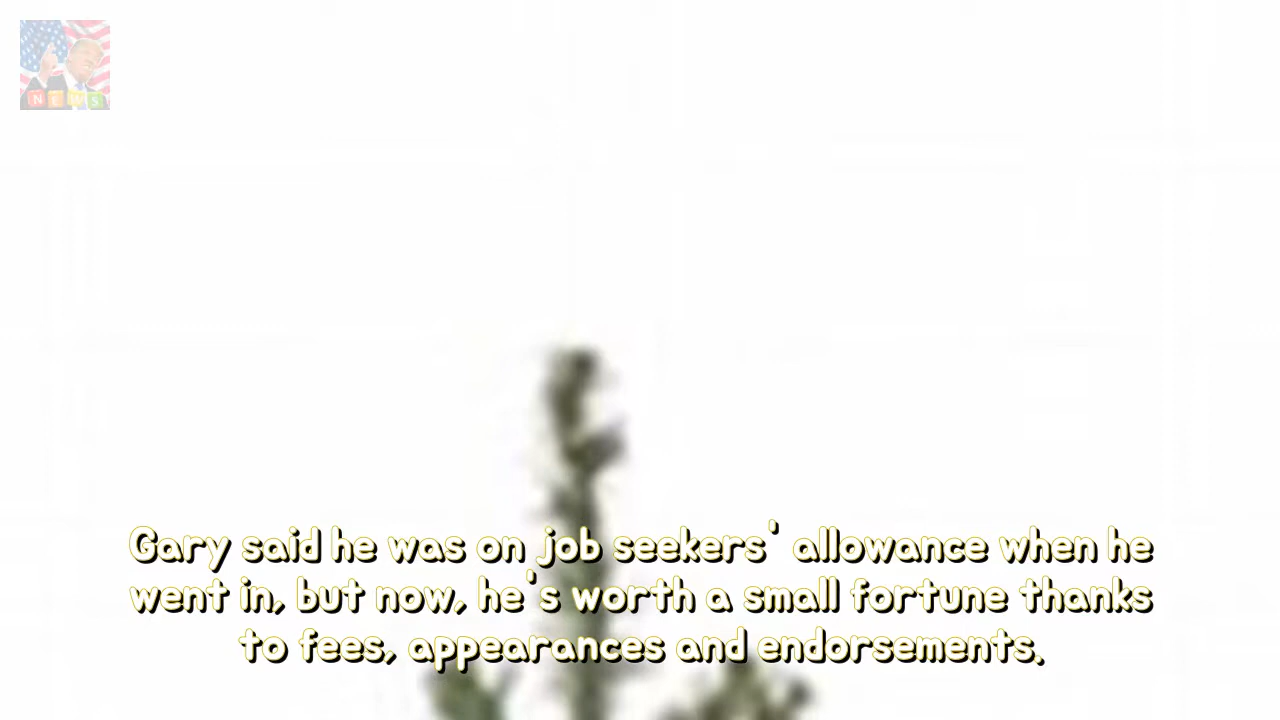 NEWS
Gary said he was on job seekers' allowance when he
went in, but now, he's worth a small fortune thanks
to fees, appearances and endorsements.